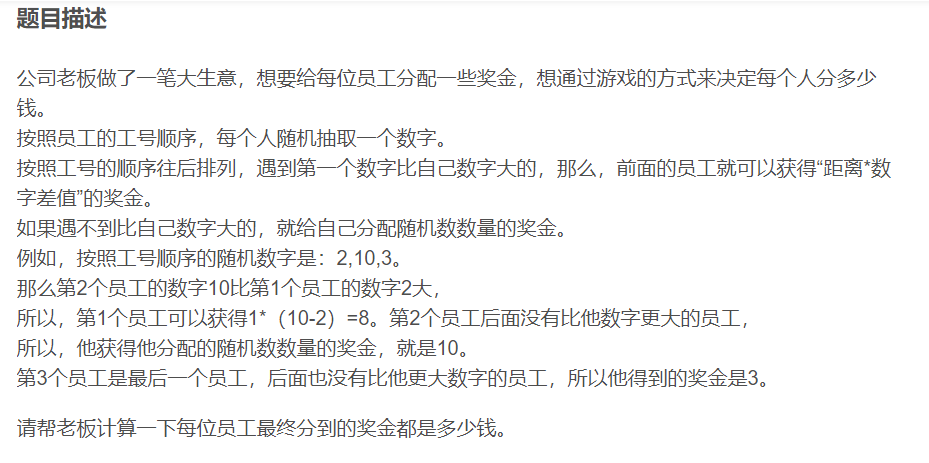 题目描述
公司老板做了一笔大生意，想要给每位员工分配一些奖金，想通过游戏的方式来决定每个人分多少
钱。
按照员工的工号顺序，每个人随机抽取一个数字。
按照工号的顺序往后排列，遇到第一个数字比自己数字大的，那么，前面的员工就可以获得“距离*数
字差值”的奖金。
如果遇不到比自己数字大的，就给自己分配随机数数量的奖金。
例如，按照工号顺序的随机数字是：2,10,3。
那么第2个员工的数字10比第1个员工的数字2大，
所以，第1个员工可以获得1*（10-2）=8。第2个员工后面没有比他数字更大的员工，
所以，他获得他分配的随机数数量的奖金，就是10。
第3个员工是最后一个员工，后面也没有比他更大数字的员工，所以他得到的奖金是3。
请帮老板计算一下每位员工最终分到的奖金都是多少钱。